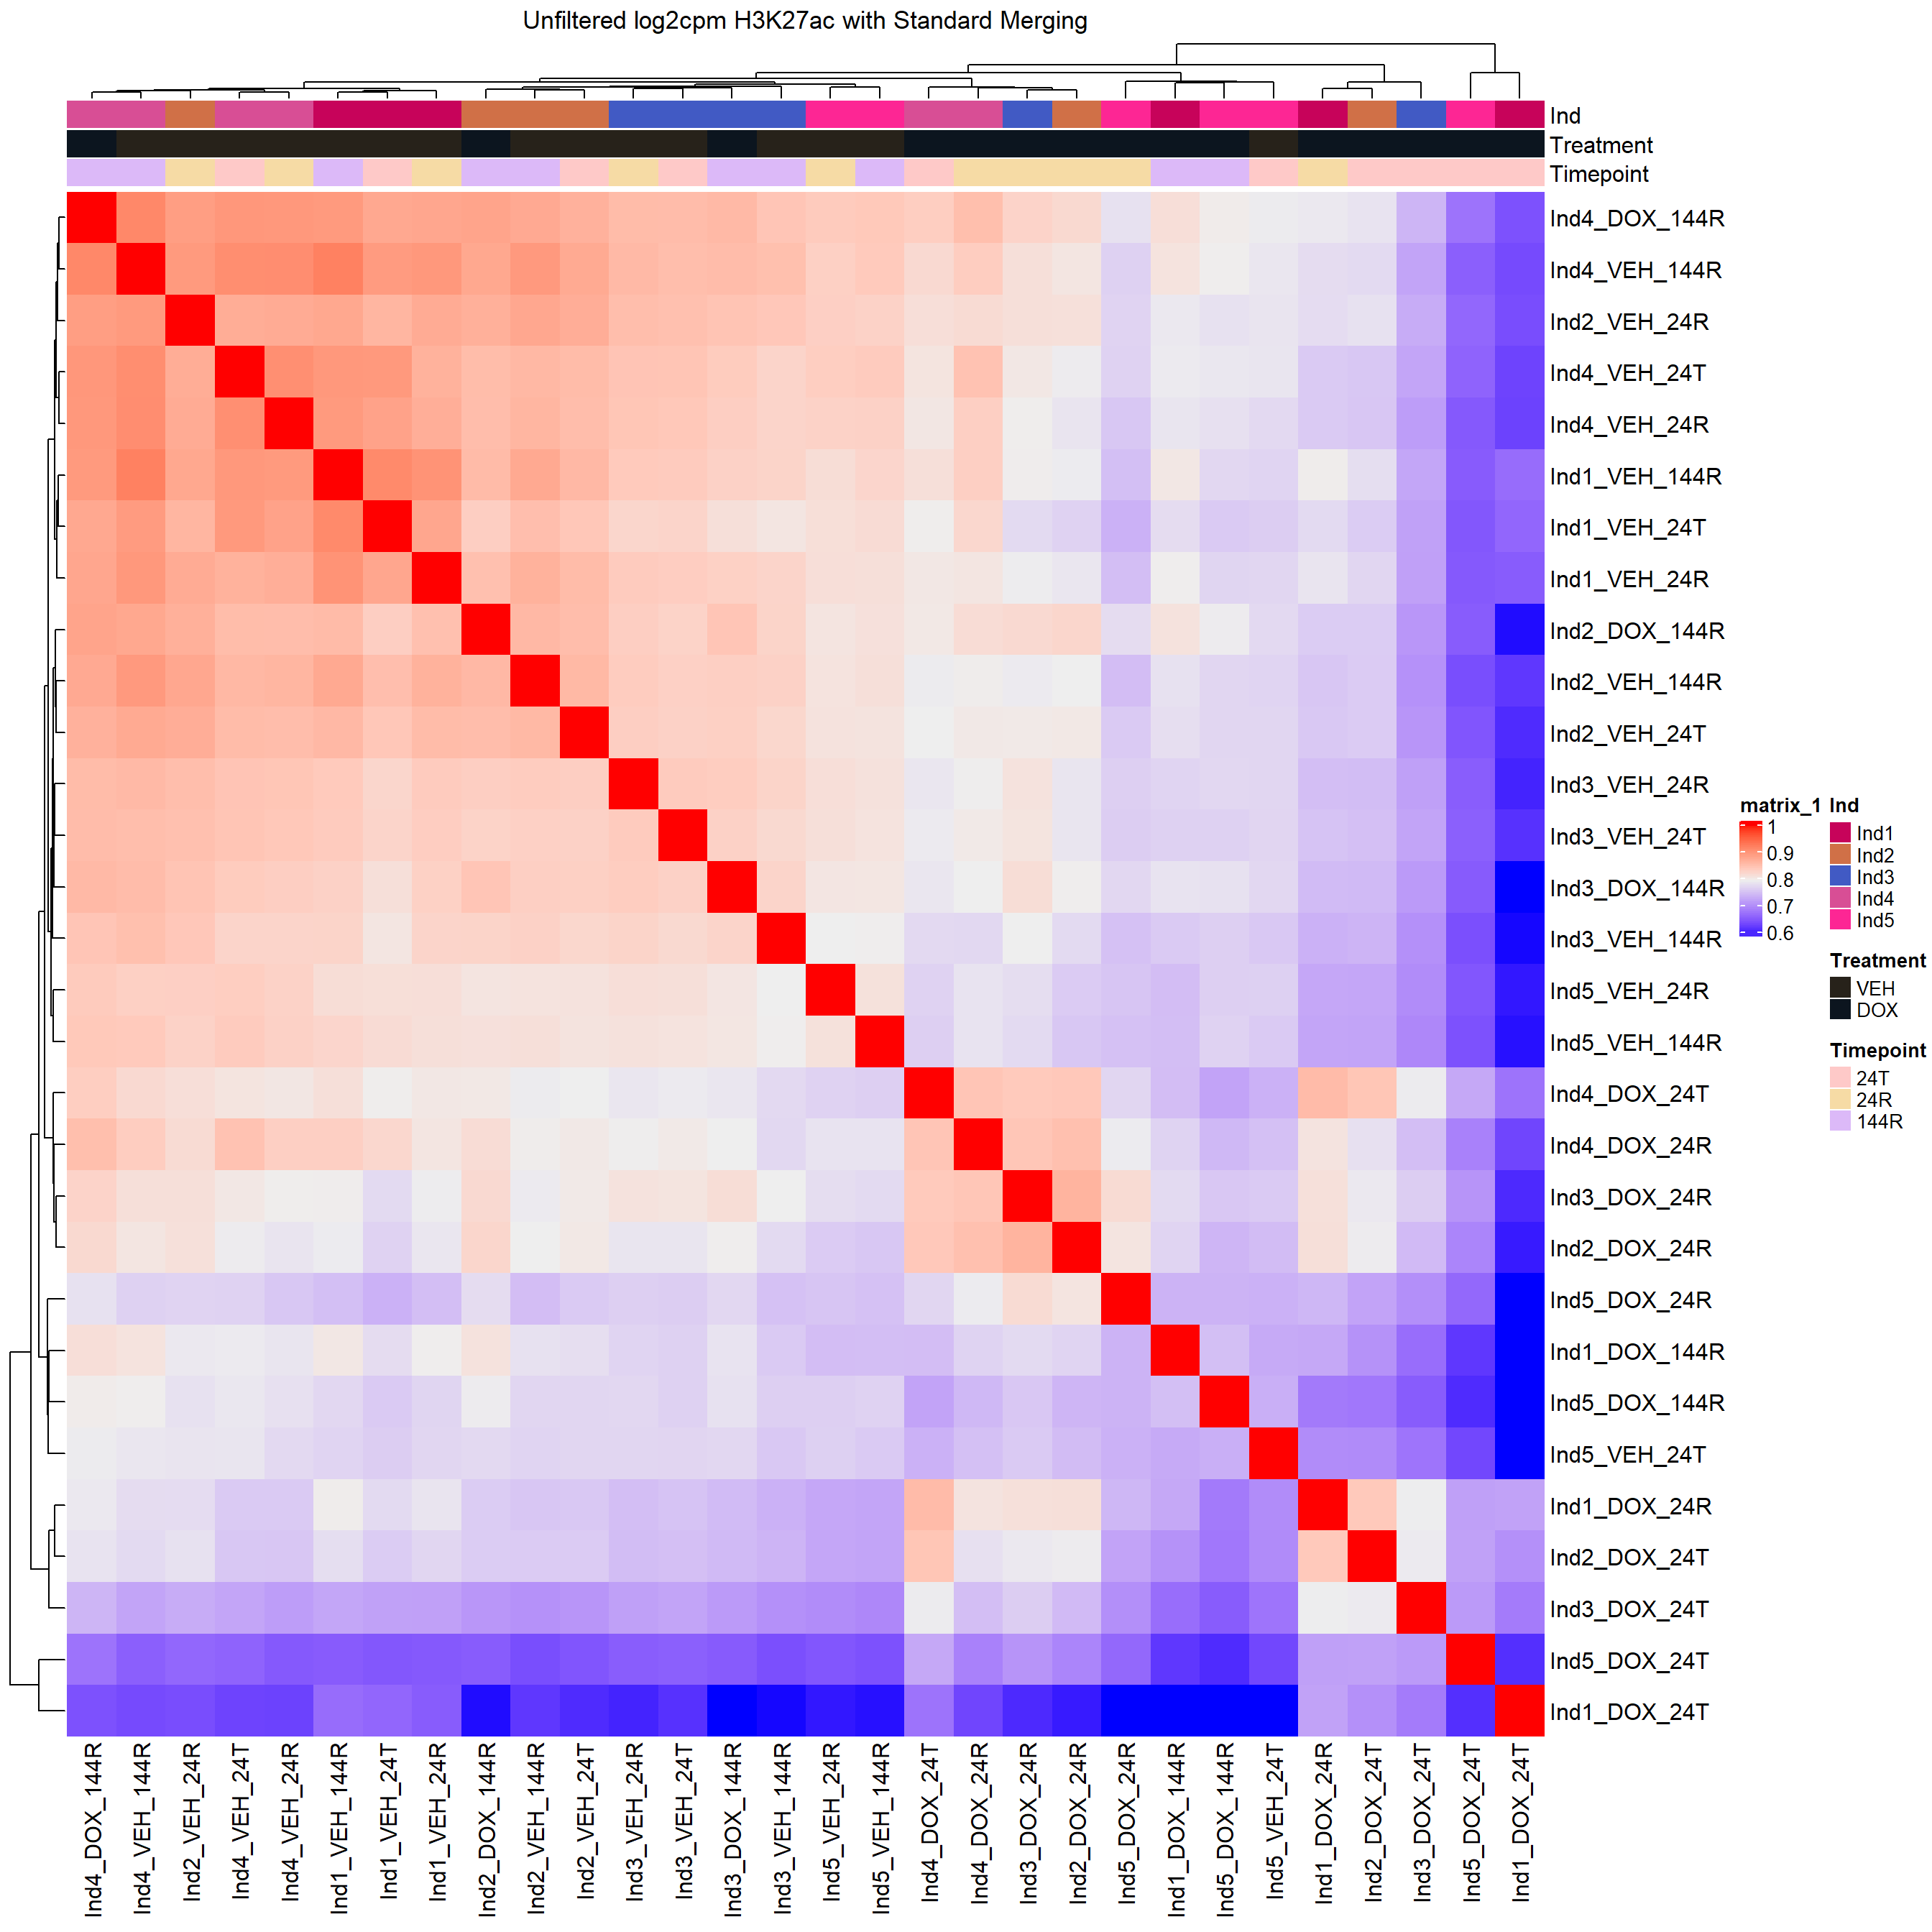 Unfiltered log2cpm H3K27ac with Standard Merging
Ind
Treatment
Timepoint
Ind4_DOX_144R
Ind4_VEH_144R
Ind2_VEH_24R
Ind4_VEH_24T
Ind4_VEH_24R
Ind1_VEH_144R
Ind1_VEH_24T
Ind1_VEH_24R
Ind2_DOX_144R
Ind2_VEH_144R
Ind2_VEH_24T
Ind3_VEH_24R
Ind3_VEH_24T
Ind3_DOX_144R
Ind3_VEH_144R
Ind5_VEH_24R
Ind5_VEH_144R
Ind4_DOX_24T
Ind4_DOX_24R
Ind3_DOX_24R
Ind2_DOX_24R
Ind5_DOX_24R
Ind1_DOX_144R
Ind5_DOX_144R
Ind5_VEH_24T
Ind1_DOX_24R
Ind2_DOX_24T
Ind3_DOX_24T
Ind5_DOX_24T
Ind1_DOX_24T
Ind4_DOX_144R
Ind4_VEH_144R
Ind2_VEH_24R
Ind4_VEH_24T
Ind4_VEH_24R
Ind1_VEH_144R
Ind1_VEH_24T
Ind1_VEH_24R
Ind2_DOX_144R
Ind2_VEH_144R
Ind2_VEH_24T
Ind3_VEH_24R
Ind3_VEH_24T
Ind3_DOX_144R
Ind3_VEH_144R
Ind5_VEH_24R
Ind5_VEH_144R
Ind4_DOX_24T
Ind4_DOX_24R
Ind3_DOX_24R
Ind2_DOX_24R
Ind5_DOX_24R
Ind1_DOX_144R
Ind5_DOX_144R
Ind5_VEH_24T
Ind1_DOX_24R
Ind2_DOX_24T
Ind3_DOX_24T
Ind5_DOX_24T
Ind1_DOX_24T
matrix_1
1
0.9
0.8
0.7
0.6
Ind
Ind1
Ind2
Ind3
Ind4
Ind5
Treatment
VEH
DOX
Timepoint
24T
24R
144R